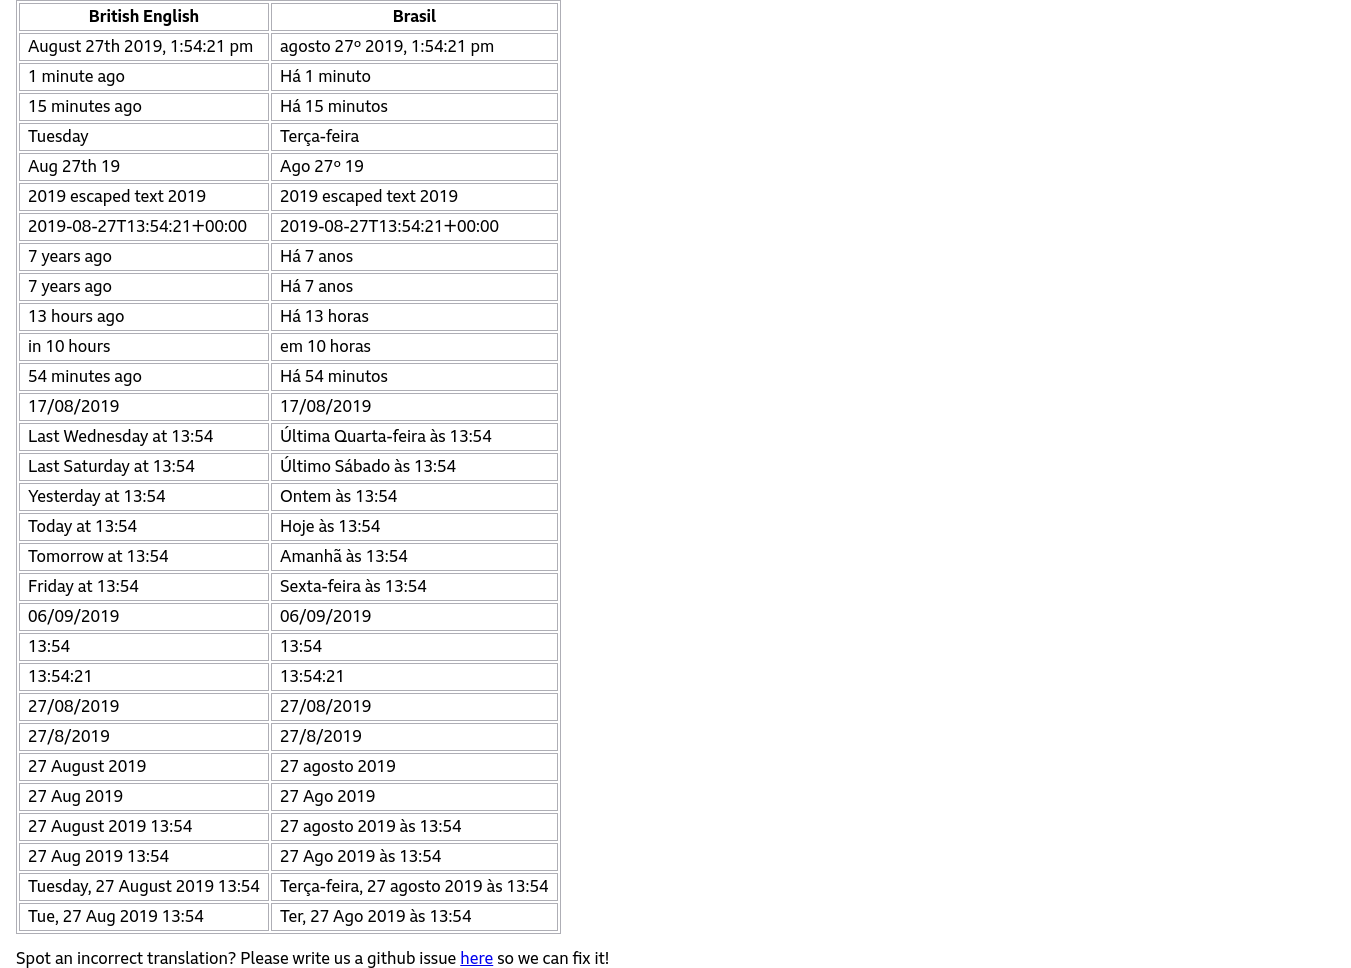 British English Brasil
August 27th 2019, 1:54:21 pm agosto 27º 2019, 1:54:21 pm
1 minute ago Há 1 minuto
15 minutes ago Há 15 minutos
Tuesday Terça-feira
Aug 27th 19 Ago 27º 19
2019 escaped text 2019 2019 escaped text 2019
2019-08-27T13:54:21+00:00 2019-08-27T13:54:21+00:00
7 years ago Há 7 anos
7 years ago Há 7 anos
13 hours ago Há 13 horas
in 10 hours em 10 horas
54 minutes ago Há 54 minutos
17/08/2019 17/08/2019
Last Wednesday at 13:54 Última Quarta-feira às 13:54
Last Saturday at 13:54 Último Sábado às 13:54
Yesterday at 13:54 Ontem às 13:54
Today at 13:54 Hoje às 13:54
Tomorrow at 13:54 Amanhã às 13:54
Friday at 13:54 Sexta-feira às 13:54
06/09/2019 06/09/2019
13:54 13:54
13:54:21 13:54:21
27/08/2019 27/08/2019
27/8/2019 27/8/2019
27 August 2019 27 agosto 2019
27 Aug 2019 27 Ago 2019
27 August 2019 13:54 27 agosto 2019 às 13:54
27 Aug 2019 13:54 27 Ago 2019 às 13:54
Tuesday, 27 August 2019 13:54 Terça-feira, 27 agosto 2019 às 13:54
Tue, 27 Aug 2019 13:54 Ter, 27 Ago 2019 às 13:54
Spot an incorrect translation? Please write us a github issue here so we can fix it!